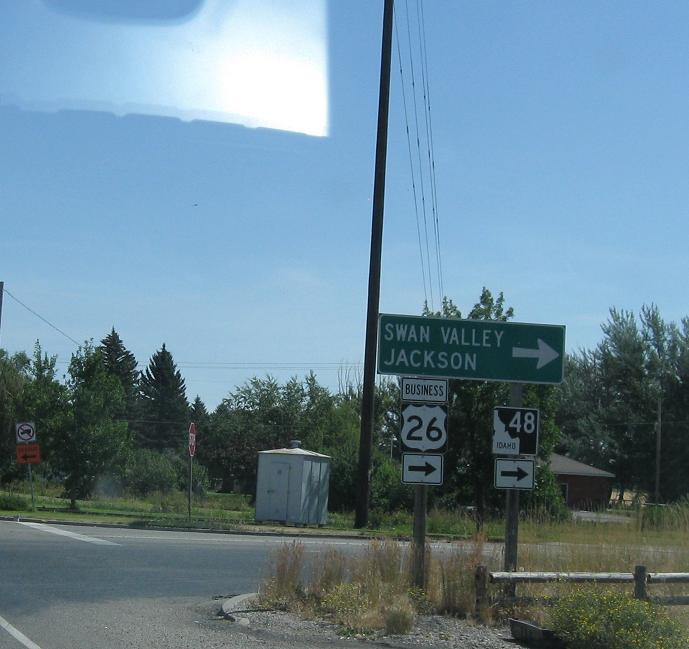 SWAN VALLEY
JACKSON
BUSINESS
26
48
IDAHO